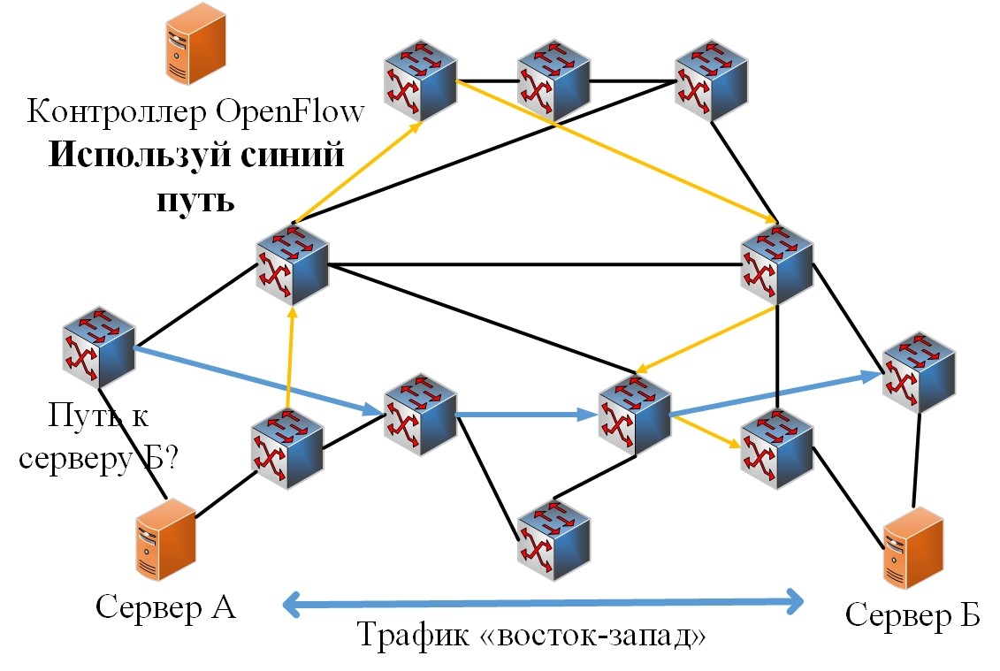 Контроллер OpenFlow
Используй синий
путь
Путь к
серверу Б?
Сервер А
Сервер Б
Трафик «восток-запад»